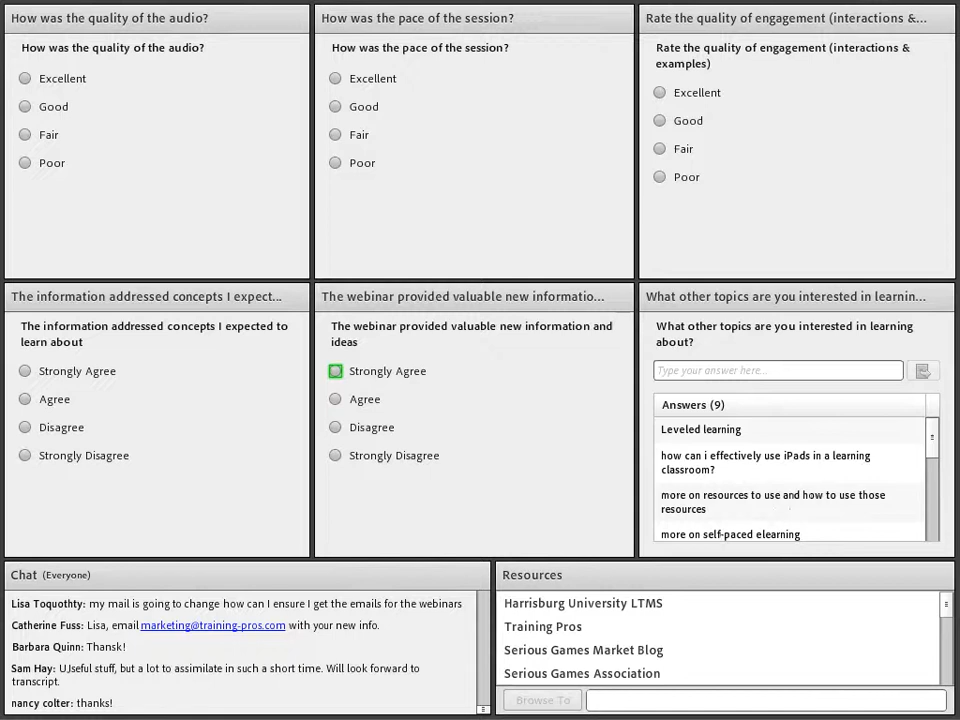 How was the quality of the audio?
How was the quality of the audio?
Excellent
Good
Fair
Poor
How was the pace of the session?
How was the pace of the session?
Excellent
Good
Fair
Poor
Rate the quality of engagement (interactions &...
Rate the quality of engagement (interactions &
examples)
Excellent
Good
Fair
Poor
The information addressed concepts I expect...
The information addressed concepts I expected to
learn about
Strongly Agree
Agree
Disagree
Strongly Disagree
The webinar provided valuable new informatio...
The webinar provided valuable new information and
ideas
Strongly Agree
Agree
Disagree
Strongly Disagree
What other topics are you interested in learnin...
What other topics are you interested in learning
about?
Type your answer here...
Answers (9)
Leveled learning
how can i effectively use iPads in a learning
classroom?
more on resources to use and how to use those
resources
more on self-paced elearning
Chat (Everyone)
Lisa Toquothty: my mail is going to change how can I ensure I get the emails for the webinars
Catherine Fuss: Lisa, email marketing@training-pros.com with your new info.
Barbara Quinn: Thansk!
Sam Hay: UJseful stuff, but a lot to assimilate in such a short time. Will look forward to
transcript.
nancy colter: thanks!
Resources
Harrisburg University LTMS
Training Pros
Serious Games Market Blog
Serious Games Association
Browse To